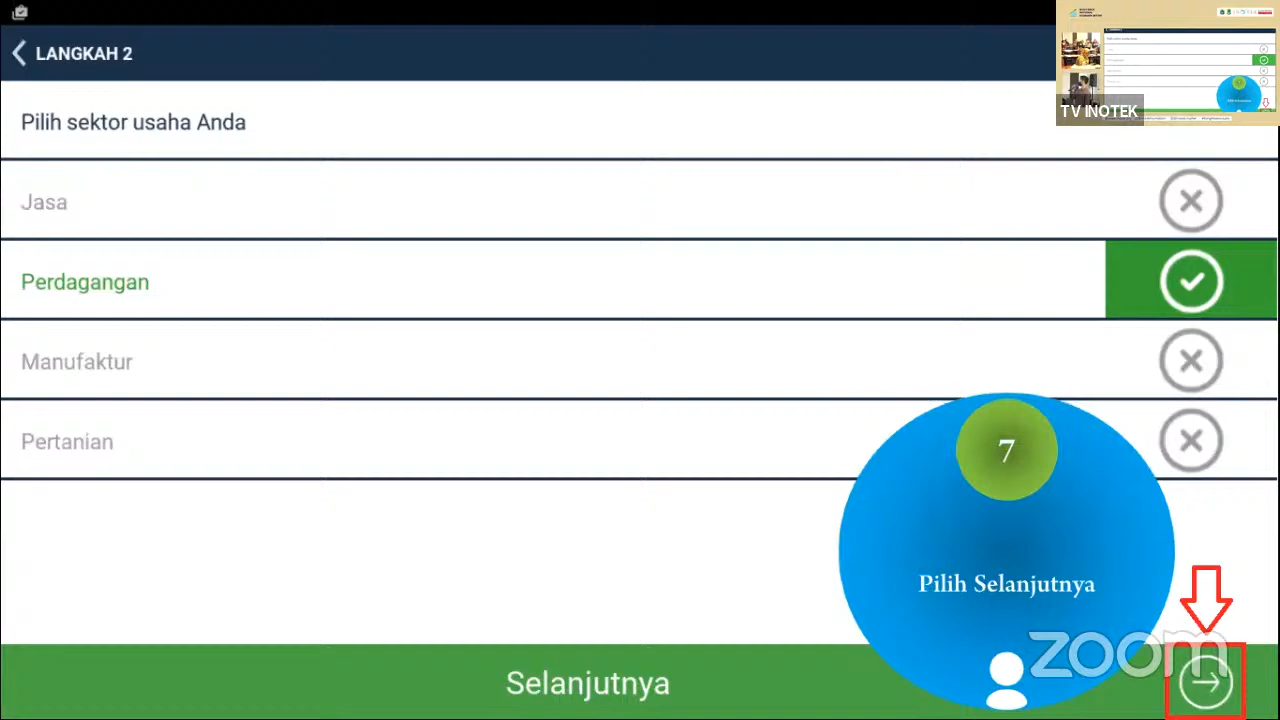 LANGKAH 2
Pilih sektor usaha Anda
Jasa
Perdagangan
Manufaktur
Pertanian
7
Pilih Selanjutnya
Selanjutnya
zoom
TV INOTEK